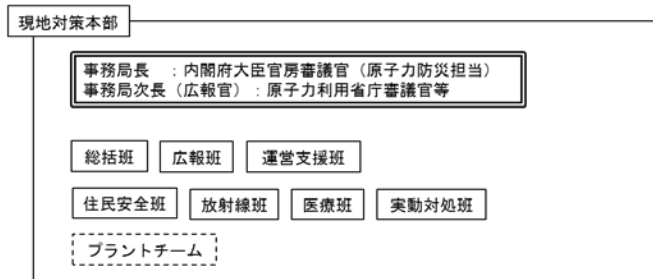 現地対策本部
事務局長　：内閣府大臣官房審議官（原子力防災担当）
事務局次長（広報官）：原子力利用省庁審議官等
総括班　広報班　運営支援班
住民安全班　放射線班　医療班　実動対処班
プラントチーム